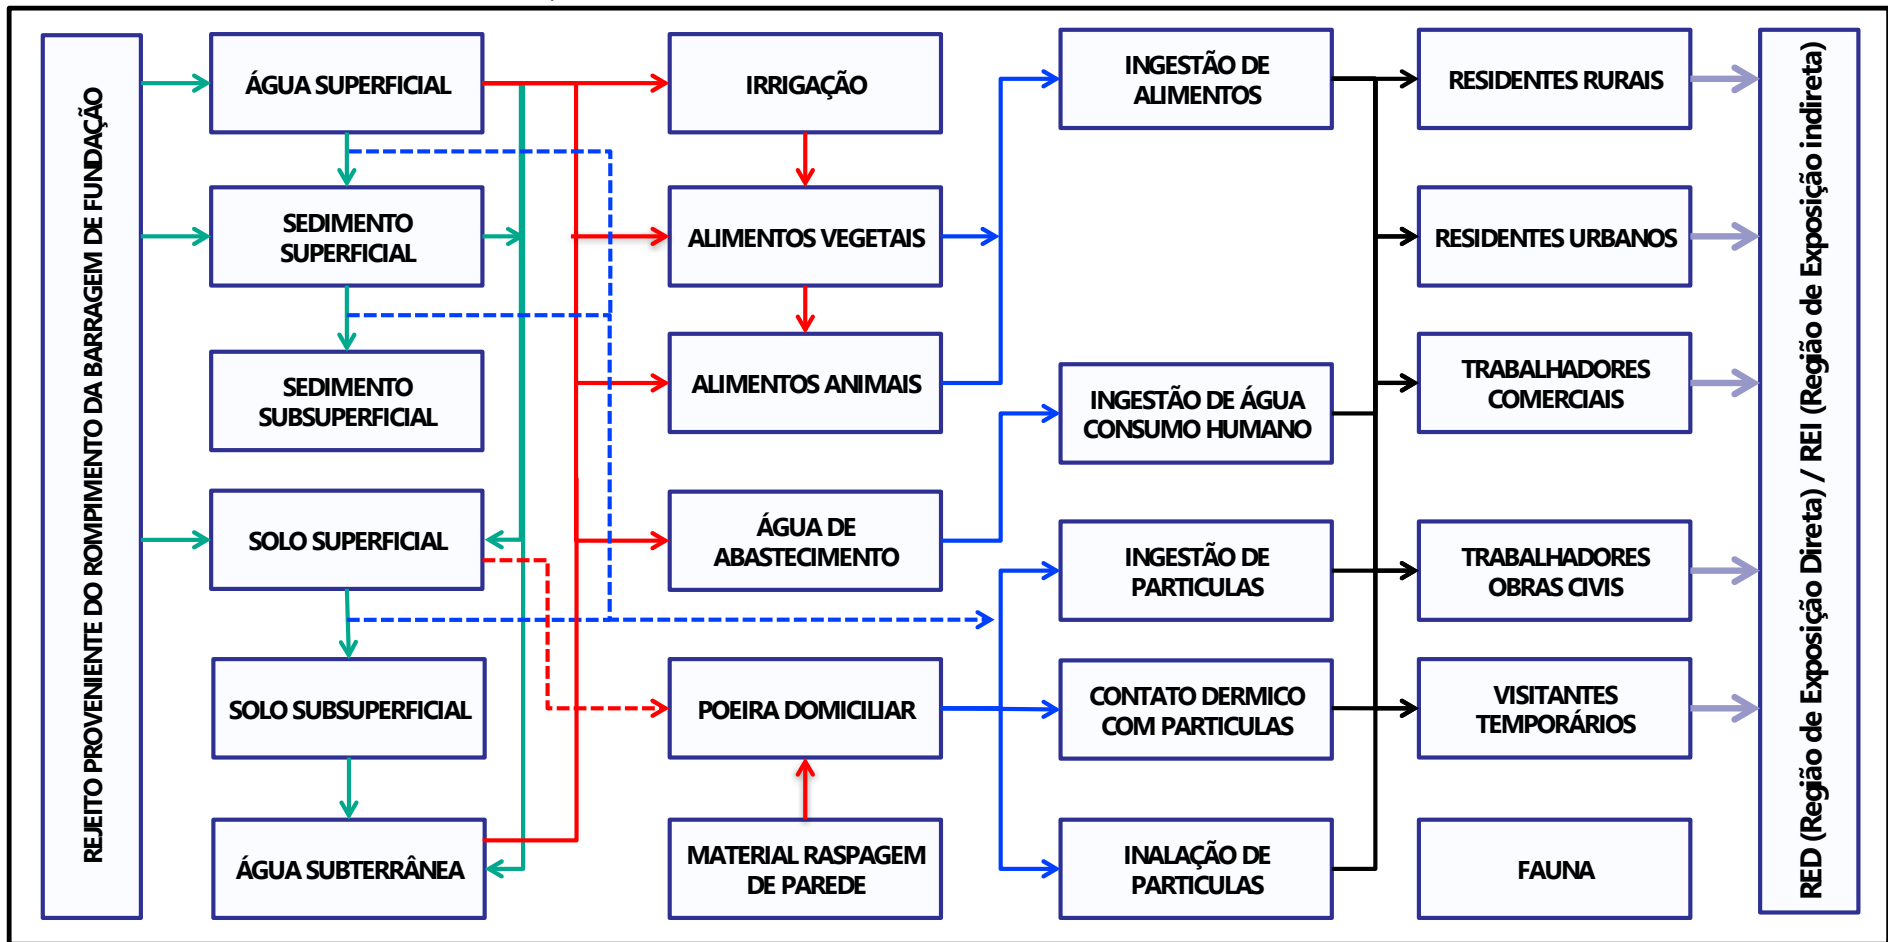 REJEITO PROVENIENTE DO ROMPIMENTO DA BARRAGEM DE FUNDAÇÃO
ÁGUA SUPERFICIAL
SEDIMENTO
SUPERFICIAL
SEDIMENTO
SUBSUPERFICIAL
SOLO SUPERFICIAL
SOLO SUBSUPERFICIAL
ÁGUA SUBTERRÂNEA
IRRIGAÇÃO
ALIMENTOS VEGETAIS
ALIMENTOS ANIMAIS
ÁGUA DE
ABASTECIMENTO
POEIRA DOMICILIAR
MATERIAL RASPAGEM
DE PAREDE
INGESTÃO DE
ALIMENTOS
INGESTÃO DE ÁGUA
CONSUMO HUMANO
INGESTÃO DE
PARTICULAS
CONTATO DERMICO
COM PARTICULAS
INALAÇÃO DE
PARTICULAS
RESIDENTES RURAIS
RESIDENTES URBANOS
TRABALHADORES
COMERCIAIS
TRABALHADORES
OBRAS CIVIS
VISITANTES
TEMPORÁRIOS
FAUNA
RED (Região de Exposição Direta) / REI (Região de Exposição indireta)